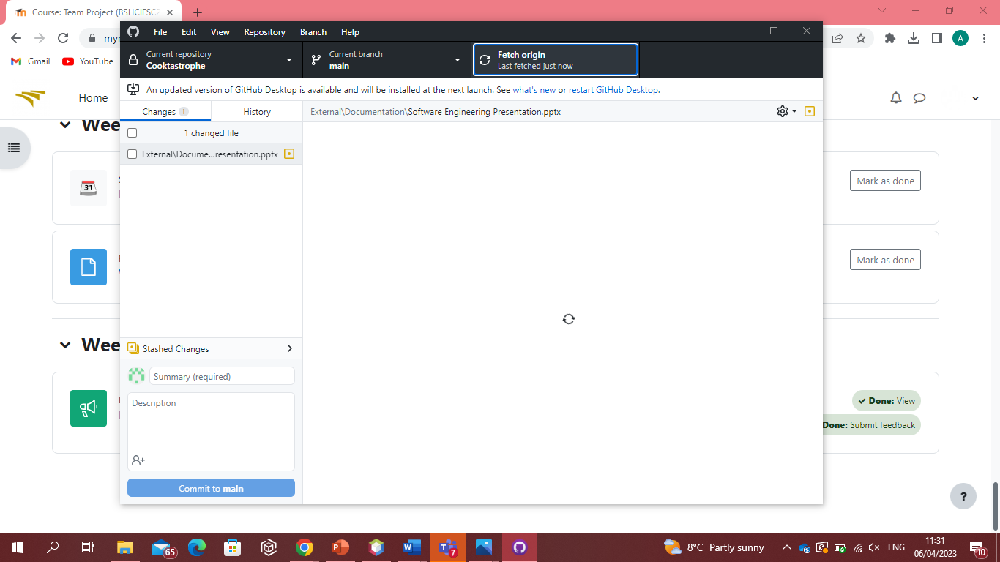 Course: Team Project (BSHCIFSC2
File Edit View Repository Branch Help
Current repository
Cooktastrophe
Current branch
main
Fetch origin
Last fetched just now
A
Gmail YouTube
An updated version of GitHub Desktop is available and will be installed at the next launch. See what's new or restart GitHub Desktop.
Home
Changes 1 History
External\Documentation\Software Engineering Presentation.pptx
1 changed file
External\Docume...resentation.pptx
31
Mark as done
Mark as done
Stashed Changes
Summary (required)
Description
Commit to main
Done: View
Done: Submit feedback
?
65
7
8°C Partly sunny
ENG
11:31
06/04/2023
10